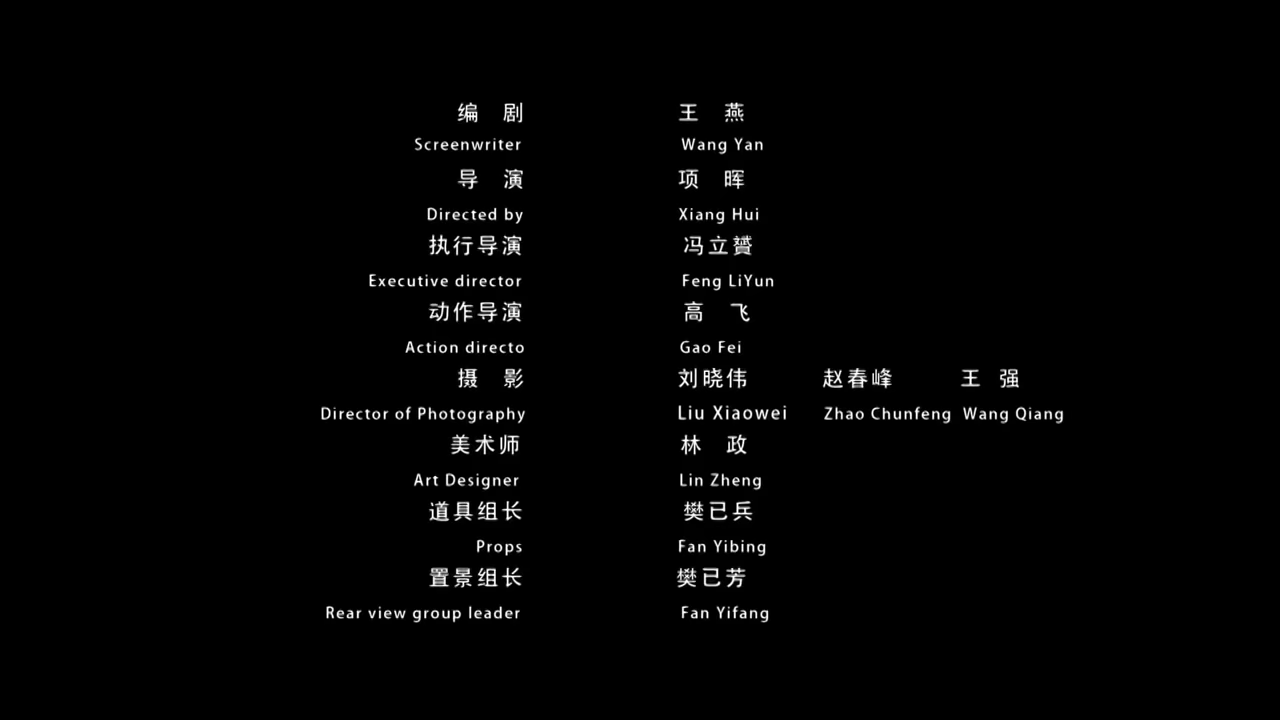 编 剧 王 燕
Screenwriter Wang Yan
导 演 项 晖
Directed by Xiang Hui
执行导演 冯立赟
Executive director Feng LiYun
动作导演 高 飞
Action directo Gao Fei
摄 影 刘晓伟 赵春峰 王 强
Director of Photography Liu Xiaowei Zhao Chunfeng Wang Qiang
美术师 林 政
Art Designer Lin Zheng
道具组长 樊已兵
Props Fan Yibing
置景组长 樊已芳
Rear view group leader Fan Yifang